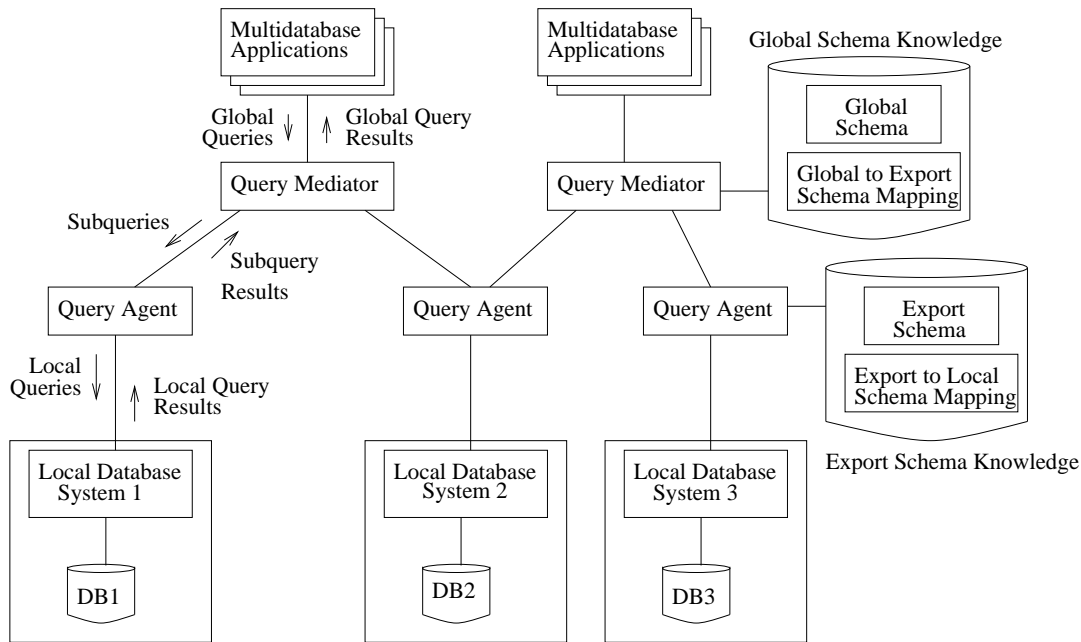 Multidatabase
Applications
Multidatabase
Applications
Global Schema Knowledge
Global
Schema
Global to Export
Schema Mapping
Global
Queries
Global Query
Results
Query Mediator
Query Mediator
Subqueries
Subquery
Results
Query Agent
Query Agent
Query Agent
Export
Schema
Export to Local
Schema Mapping
Export Schema Knowledge
Local
Queries
Local Query
Results
Local Database
System 1
Local Database
System 2
Local Database
System 3
DB1
DB2
DB3